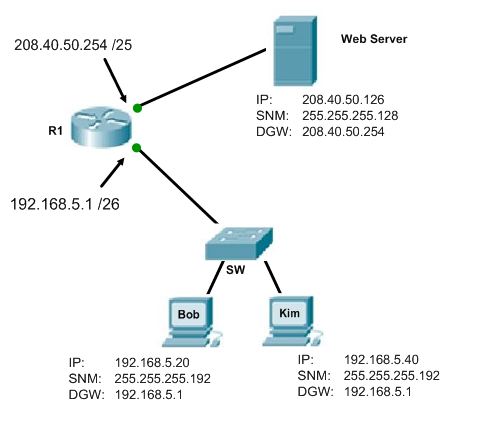 208.40.50.254 /25
Web Server
IP: 208.40.50.126
SNM: 255.255.255.128
DGW: 208.40.50.254
R1
192.168.5.1 /26
SW
Bob
Kim
IP: 192.168.5.20
SNM: 255.255.255.192
DGW: 192.168.5.1
IP: 192.168.5.40
SNM: 255.255.255.192
DGW: 192.168.5.1